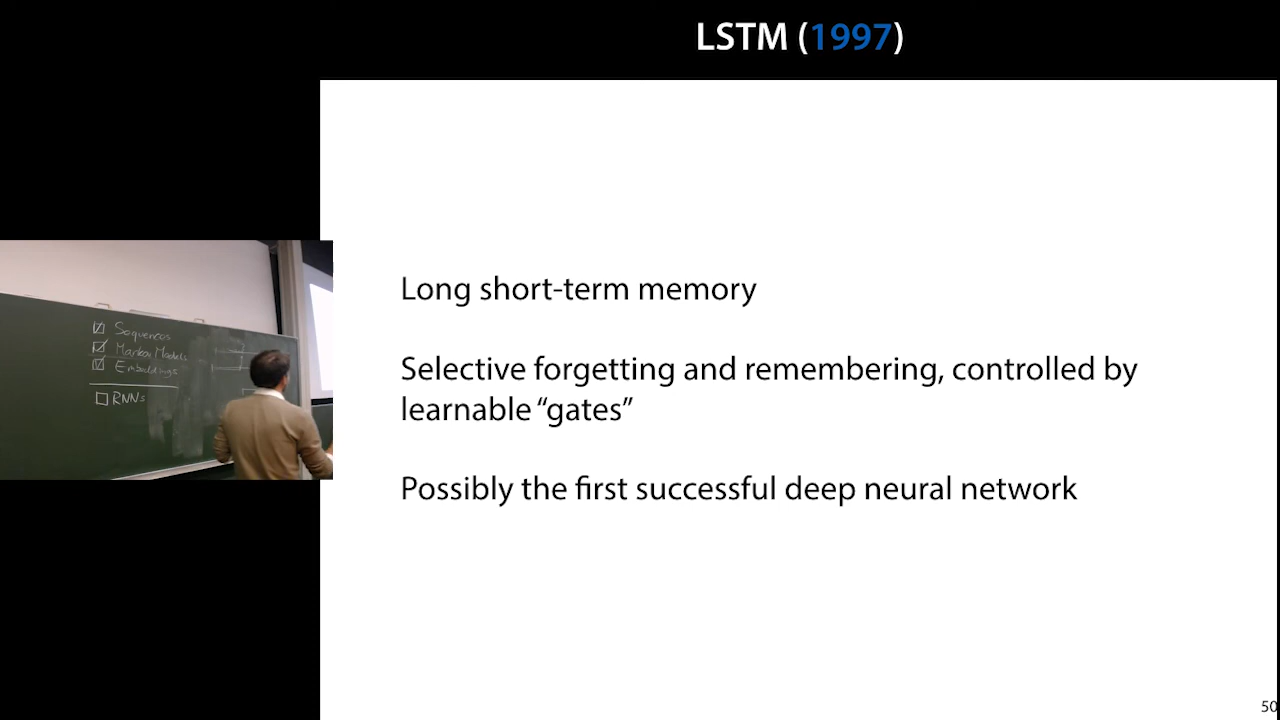 LSTM (1997)
Long short-term memory
Selective forgetting and remembering, controlled by
learnable “gates”
Possibly the first successful deep neural network
Sequences
Markov Models
Embeddings
RNNs
50